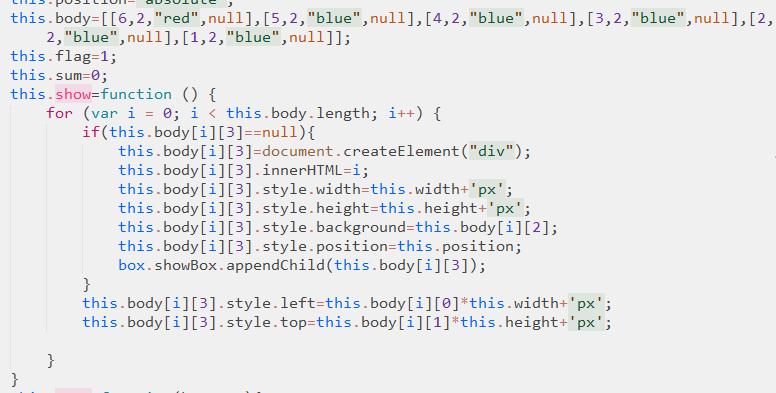 this.position="absolute";
this.body=[[6,2,"red",null],[5,2,"blue",null],[4,2,"blue",null],[3,2,"blue",null],[2,
2,"blue",null],[1,2,"blue",null]];
this.flag=1;
this.sum=0;
this.show=function () {
for (var i = 0; i < this.body.length; i++) {
if(this.body[i][3]==null){
this.body[i][3]=document.createElement("div");
this.body[i][3].innerHTML=i;
this.body[i][3].style.width=this.width+'px';
this.body[i][3].style.height=this.height+'px';
this.body[i][3].style.background=this.body[i][2];
this.body[i][3].style.position=this.position;
box.showBox.appendChild(this.body[i][3]);
}
this.body[i][3].style.left=this.body[i][0]*this.width+'px';
this.body[i][3].style.top=this.body[i][1]*this.height+'px';
}
}